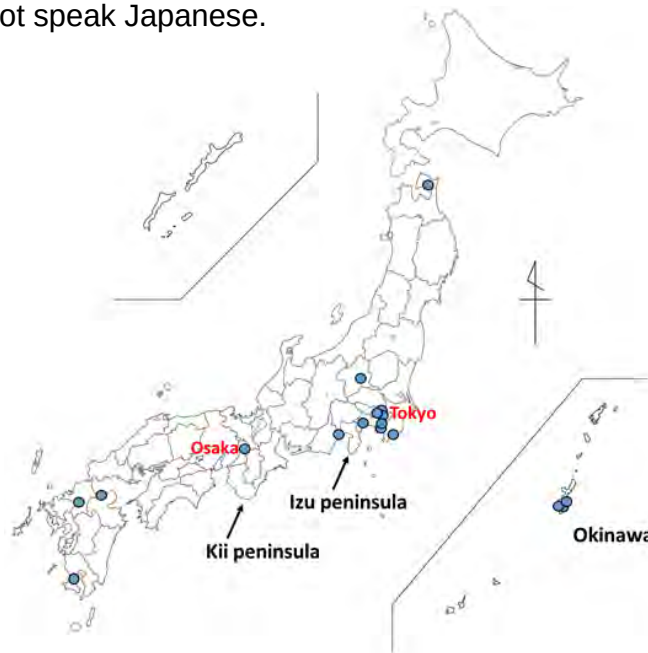 ot speak Japanese.
Tokyo
Osaka
Izu peninsula
Okinawa
Kii peninsula